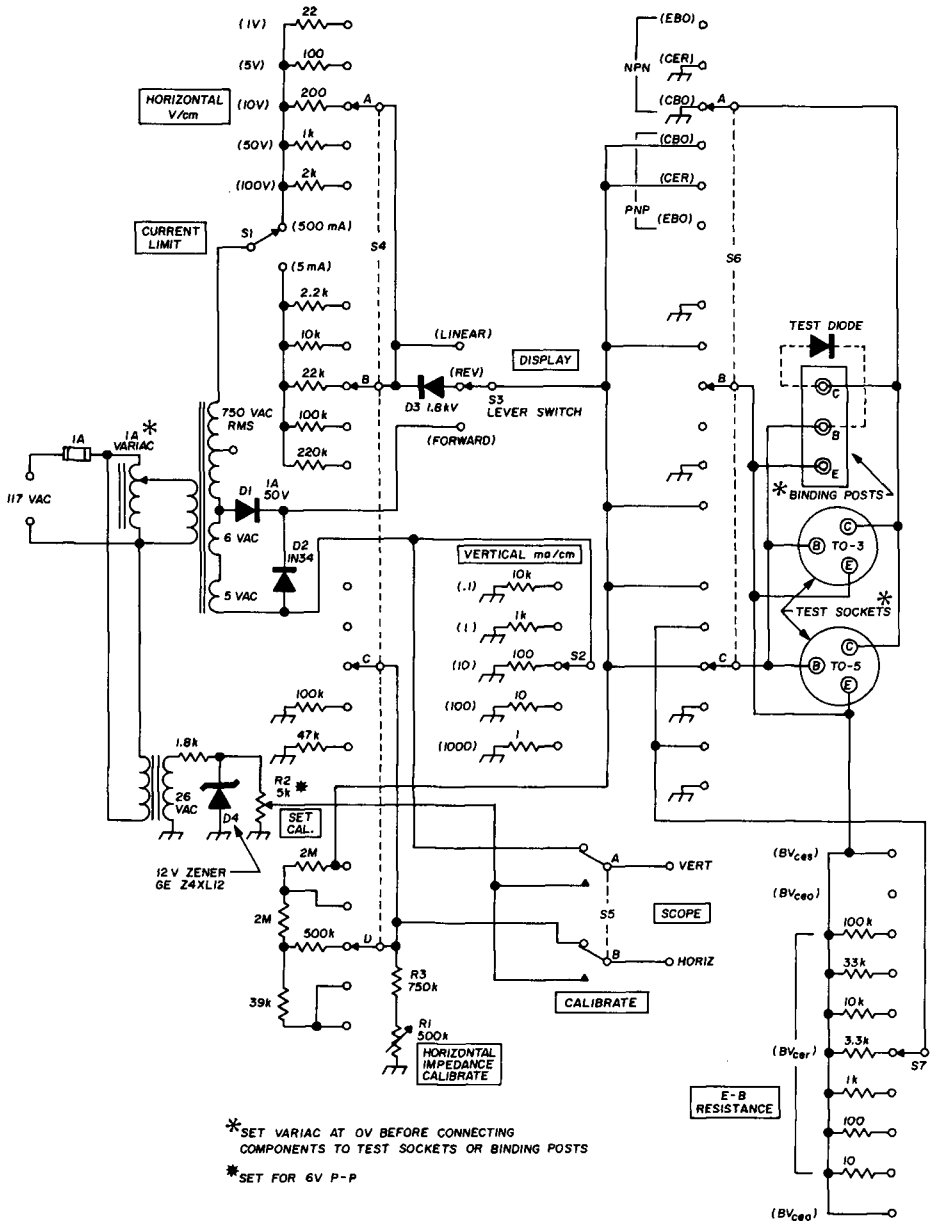 (1V) 22
(5V) 100
HORIZONTAL
V/cm
(10V) 200 A
(50V) 1k
(100V) 2k
CURRENT
LIMIT
S1 (500 mA)
S4
(5mA)
2.2k
10k
22k B
100k
220k
(LINEAR)
DISPLAY
(REV)
D3 1.8kV
S3
LEVER SWITCH
(FORWARD)
NPN
(EBO)
(CER)
(CBO) A
(CBO)
(CER)
PNP
(EBO)
S6
B
TEST DIODE
C
B
E
* BINDING POSTS
C
B TO-3
E
TEST SOCKETS *
C
B TO-5
E
1A
1A *
VARIAC
117 VAC
750 VAC
RMS
D1
1A
50V
6 VAC
D2
1N34
5 VAC
VERTICAL ma/cm
(.1) 10k
(1) 1k
(10) 100 S2
(100) 10
(1000) 1
C
C
100k
47k
1.8k
26
VAC
D4
R2
5k *
SET
CAL.
12V ZENER
GE Z4XL12
2M
2M
500k D
39k
R3
750k
R1
500k
HORIZONTAL
IMPEDANCE
CALIBRATE
A VERT
S5
SCOPE
B HORIZ
CALIBRATE
(BVces)
(BVceo)
100k
33k
10k
(BVcer) 3.3k
S7
1k
E-B
RESISTANCE
100
10
(BVceo)
*SET VARIAC AT 0V BEFORE CONNECTING
COMPONENTS TO TEST SOCKETS OR BINDING POSTS
*SET FOR 6V P-P